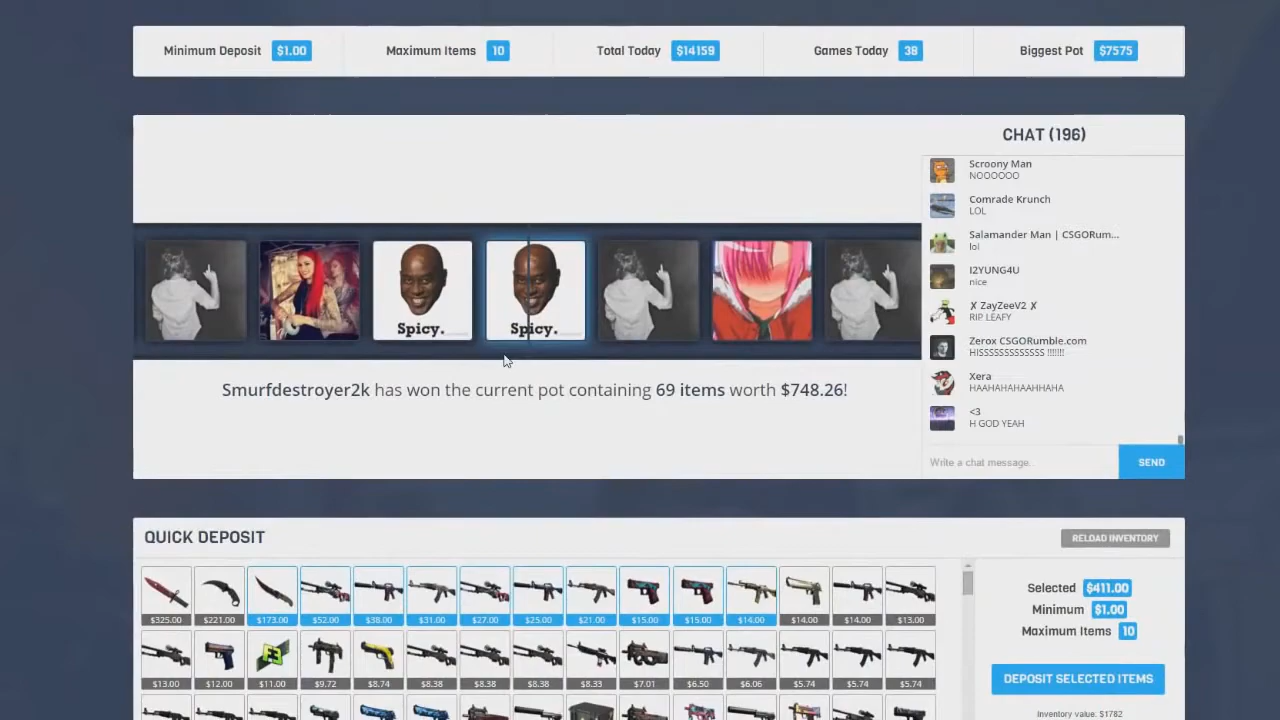 Minimum Deposit $1.00 Maximum Items 10 Total Today $14159 Games Today 38 Biggest Pot $7575
CHAT (196)
Scroony Man
NOOOOOO
Comrade Krunch
LOL
Salamander Man | CSGORum...
lol
I2YUNG4U
nice
✗ ZayZeeV2 ✗
RIP LEAFY
Zerox CSGORumble.com
HISSSSSSSSSSSS !!!!!!!
Xera
HAAHAHAHAAHHAHA
<3
H GOD YEAH
Write a chat message.. SEND
Spicy. Spicy.
Smurfdestroyer2k has won the current pot containing 69 items worth $748.26!
QUICK DEPOSIT RELOAD INVENTORY
$325.00 $221.00 $173.00 $52.00 $38.00 $31.00 $27.00 $25.00 $21.00 $15.00 $15.00 $14.00 $14.00 $14.00 $13.00
$13.00 $12.00 $11.00 $9.72 $8.74 $8.38 $8.38 $8.38 $8.33 $7.01 $6.50 $6.06 $5.74 $5.74 $5.74
Selected $411.00
Minimum $1.00
Maximum Items 10
DEPOSIT SELECTED ITEMS
Inventory value: $1782